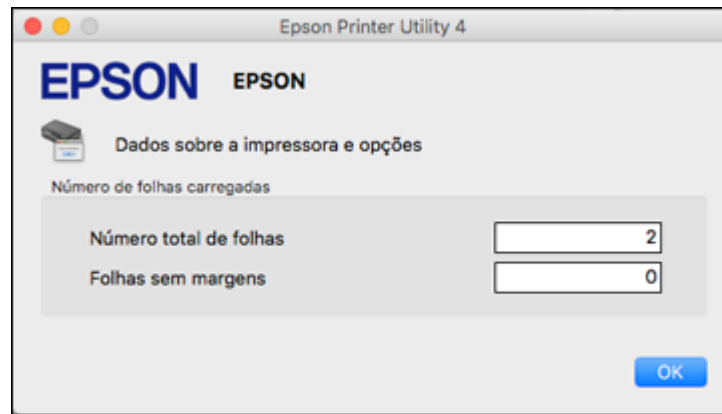 Epson Printer Utility 4
EPSON EPSON
Dados sobre a impressora e opções
Número de folhas carregadas
Número total de folhas 2
Folhas sem margens 0
OK